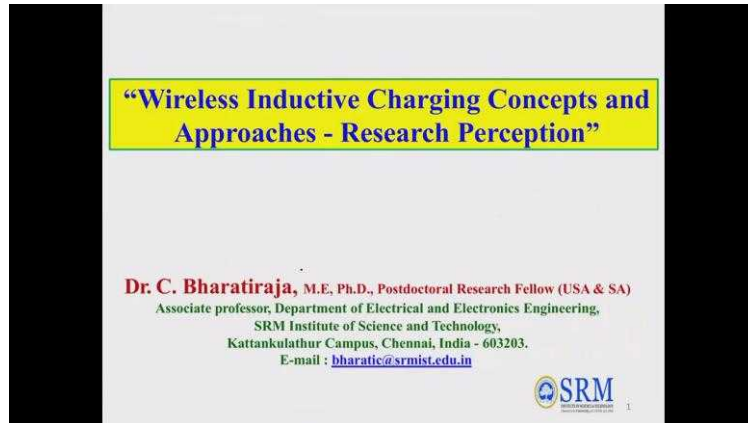 “Wireless Inductive Charging Concepts and
Approaches - Research Perception”
Dr. C. Bharatiraja, M.E, Ph.D., Postdoctoral Research Fellow (USA & SA)
Associate professor, Department of Electrical and Electronics Engineering,
SRM Institute of Science and Technology,
Kattankulathur Campus, Chennai, India - 603203.
E-mail : bharatic@srmist.edu.in
SRM
1